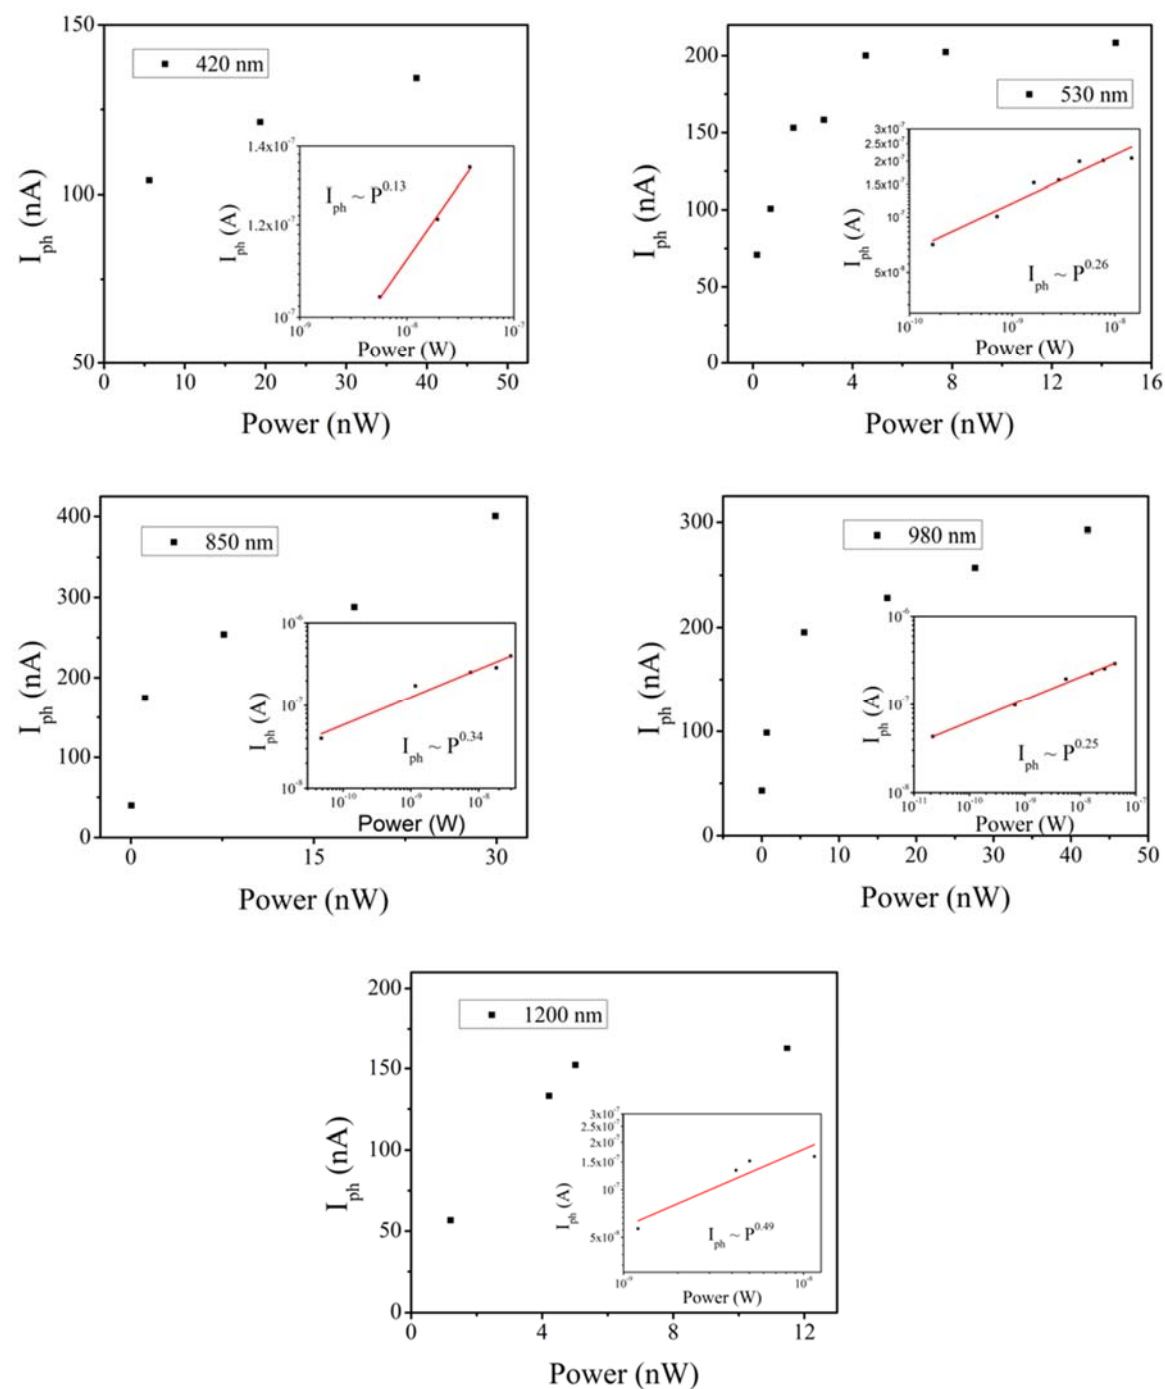 150
100
50
I_ph (nA)
0 10 20 30 40 50
Power (nW)
420 nm
1.4x10^-7
1.2x10^-7
10^-7
I_ph (A)
I_ph ~ P^0.13
10^-9 10^-8 10^-7
Power (W)
200
150
100
50
0
I_ph (nA)
0 4 8 12 16
Power (nW)
530 nm
3x10^-7
2.5x10^-7
2x10^-7
1.5x10^-7
10^-7
5x10^-8
I_ph (A)
I_ph ~ P^0.26
10^-10 10^-9 10^-8
Power (W)
400
300
200
100
0
I_ph (nA)
0 15 30
Power (nW)
850 nm
10^-6
10^-7
10^-8
I_ph (A)
I_ph ~ P^0.34
10^-10 10^-9 10^-8
Power (W)
300
200
100
0
I_ph (nA)
0 10 20 30 40 50
Power (nW)
980 nm
10^-6
10^-7
10^-8
I_ph (A)
I_ph ~ P^0.25
10^-11 10^-10 10^-9 10^-8 10^-7
Power (W)
200
150
100
50
0
I_ph (nA)
0 4 8 12
Power (nW)
1200 nm
3x10^-7
2.5x10^-7
2x10^-7
1.5x10^-7
10^-7
5x10^-8
I_ph (A)
I_ph ~ P^0.49
10^-9 10^-8
Power (W)